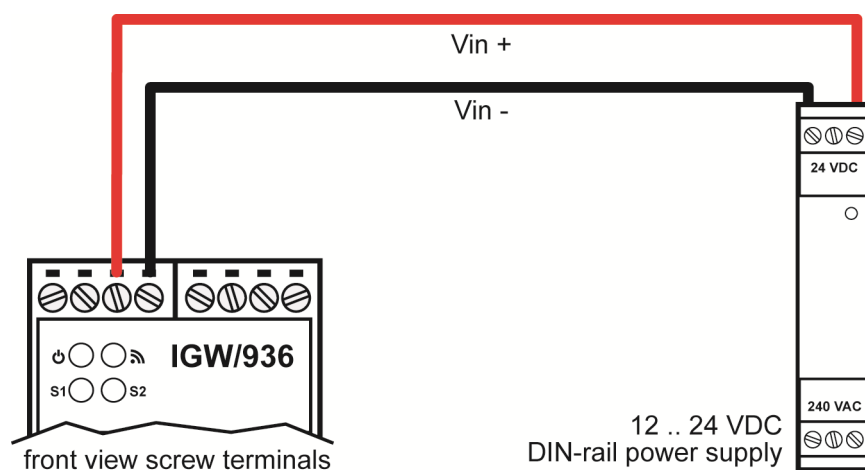 Vin +
Vin -
24 VDC
IGW/936
S1
S2
240 VAC
12 .. 24 VDC
DIN-rail power supply
front view screw terminals